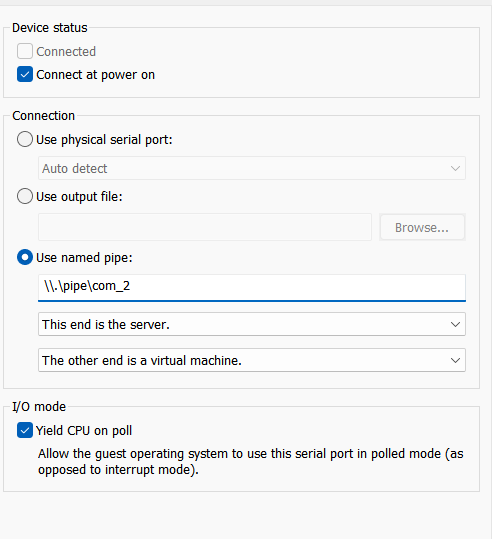 Device status
Connected
Connect at power on
Connection
Use physical serial port:
Auto detect
Use output file:
Browse...
Use named pipe:
\\.\pipe\com_2
This end is the server.
The other end is a virtual machine.
I/O mode
Yield CPU on poll
Allow the guest operating system to use this serial port in polled mode (as
opposed to interrupt mode).